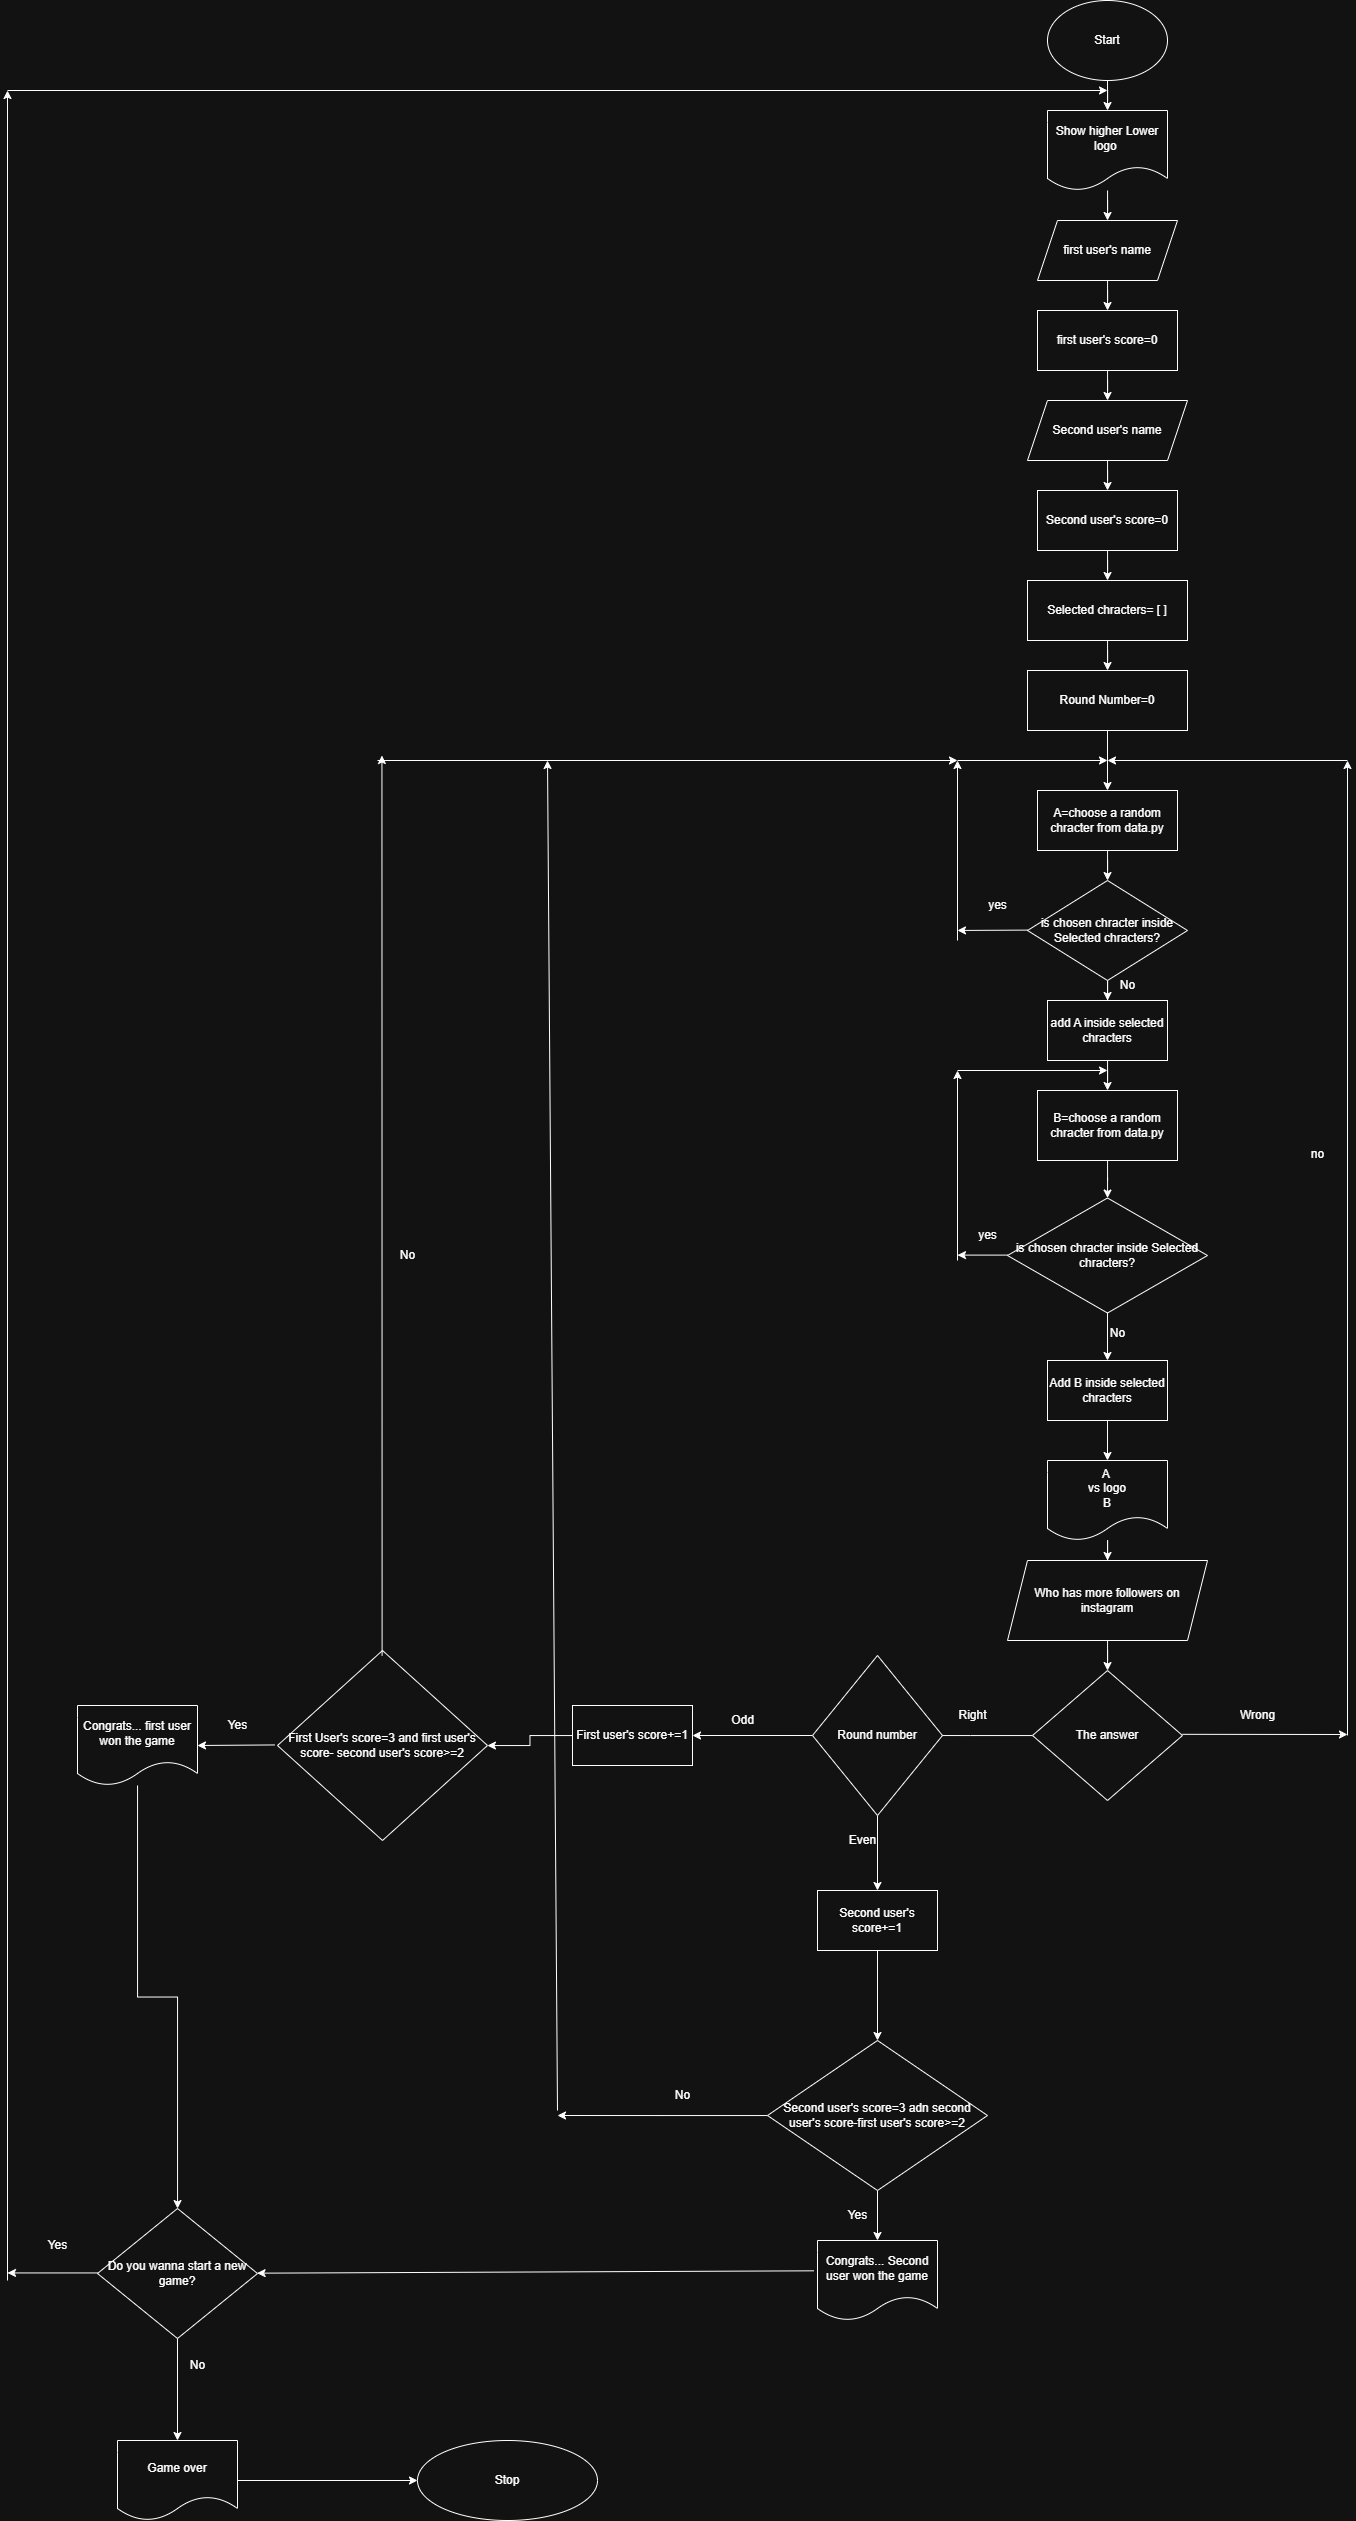 Start
Show higher Lower
logo
first user's name
first user's score=0
Second user's name
Second user's score=0
Selected chracters= [ ]
Round Number=0
A=choose a random
chracter from data.py
yes
is chosen chracter inside
Selected chracters?
No
add A inside selected
chracters
B=choose a random
chracter from data.py
no
yes
is chosen chracter inside Selected
chracters?
No
No
Add B inside selected
chracters
A
vs logo
B
Who has more followers on
instagram
Congrats... first user
won the game
Yes
First User's score=3 and first user's
score- second user's score>=2
First user's score+=1
Odd
Round number
Right
The answer
Wrong
Even
Second user's
score+=1
No
Second user's score=3 adn second
user's score-first user's score>=2
Yes
Yes
Do you wanna start a new
game?
Congrats... Second
user won the game
No
Game over
Stop